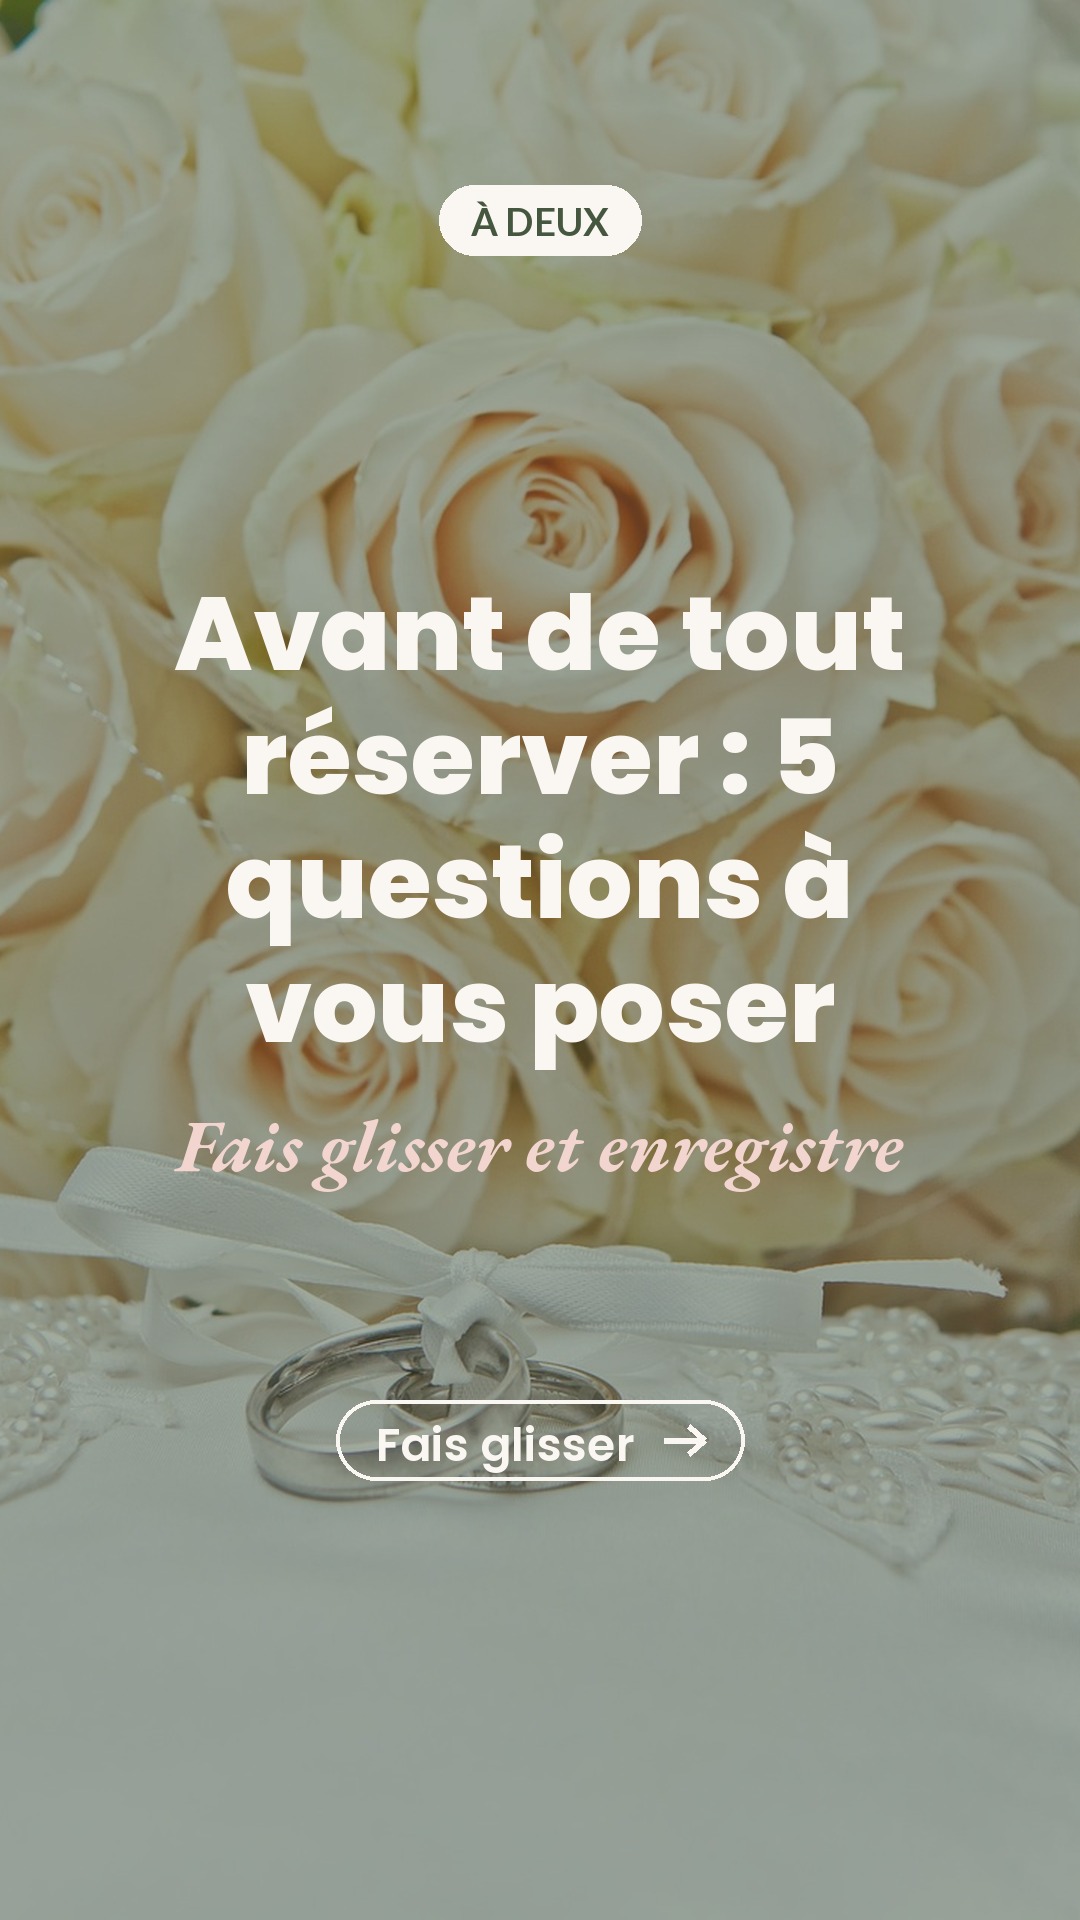 À DEUX
Avant de tout
réserver : 5
questions à
vous poser
Fais glisser et enregistre
Fais glisser →